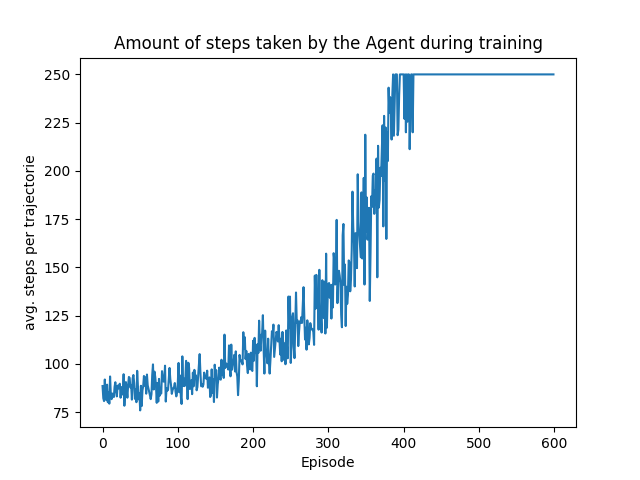 Amount of steps taken by the Agent during training
250
225
200
175
150
125
100
75
avg. steps per trajectorie
0 100 200 300 400 500 600
Episode